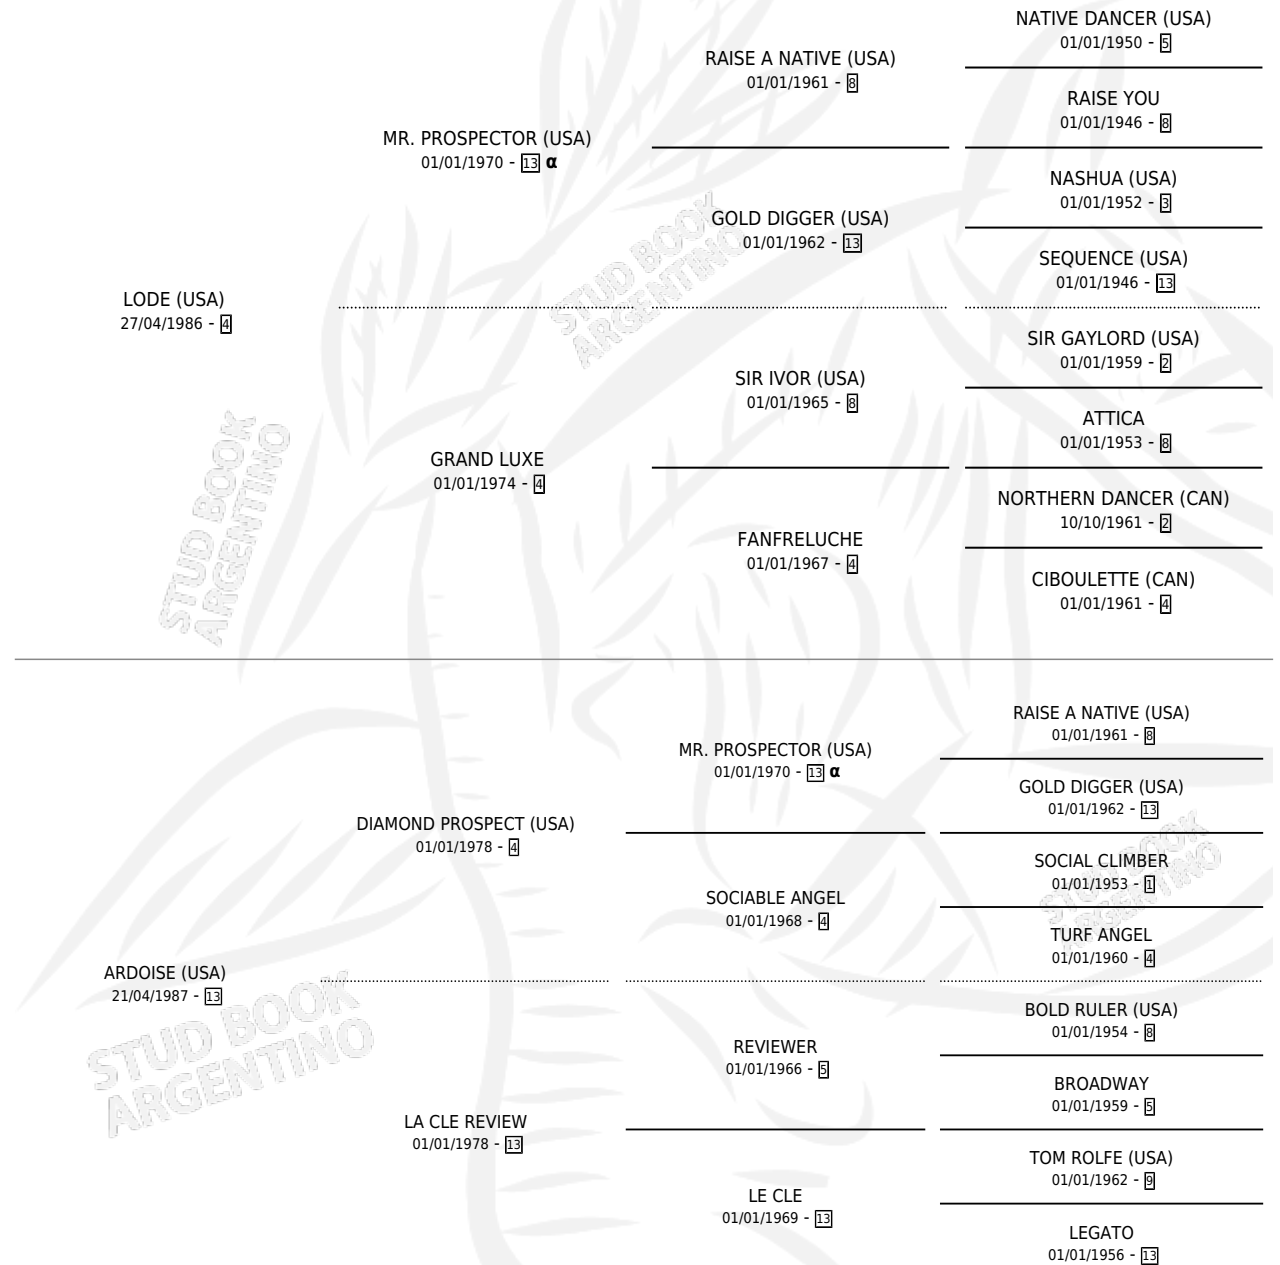 NATIVE DANCER (USA)
01/01/1950 - 5
RAISE A NATIVE (USA)
01/01/1961 - 8
RAISE YOU
01/01/1946 - 8
MR. PROSPECTOR (USA)
01/01/1970 - 13 α
NASHUA (USA)
01/01/1952 - 3
GOLD DIGGER (USA)
01/01/1962 - 13
SEQUENCE (USA)
01/01/1946 - 13
LODE (USA)
27/04/1986 - 4
SIR GAYLORD (USA)
01/01/1959 - 2
SIR IVOR (USA)
01/01/1965 - 8
ATTICA
01/01/1953 - 8
GRAND LUXE
01/01/1974 - 4
NORTHERN DANCER (CAN)
10/10/1961 - 2
FANFRELUCHE
01/01/1967 - 4
CIBOULETTE (CAN)
01/01/1961 - 4
RAISE A NATIVE (USA)
01/01/1961 - 8
MR. PROSPECTOR (USA)
01/01/1970 - 13 α
GOLD DIGGER (USA)
01/01/1962 - 13
DIAMOND PROSPECT (USA)
01/01/1978 - 4
SOCIAL CLIMBER
01/01/1953 - 1
SOCIABLE ANGEL
01/01/1968 - 4
TURF ANGEL
01/01/1960 - 4
ARDOISE (USA)
21/04/1987 - 13
BOLD RULER (USA)
01/01/1954 - 8
REVIEWER
01/01/1966 - 5
BROADWAY
01/01/1959 - 5
LA CLE REVIEW
01/01/1978 - 13
TOM ROLFE (USA)
01/01/1962 - 9
LE CLE
01/01/1969 - 13
LEGATO
01/01/1956 - 13
STUD BOOK
ARGENTINO
STUD BOOK
ARGENTINO
STUD BOOK
ARGENTINO
STUD BOOK
ARGENTINO